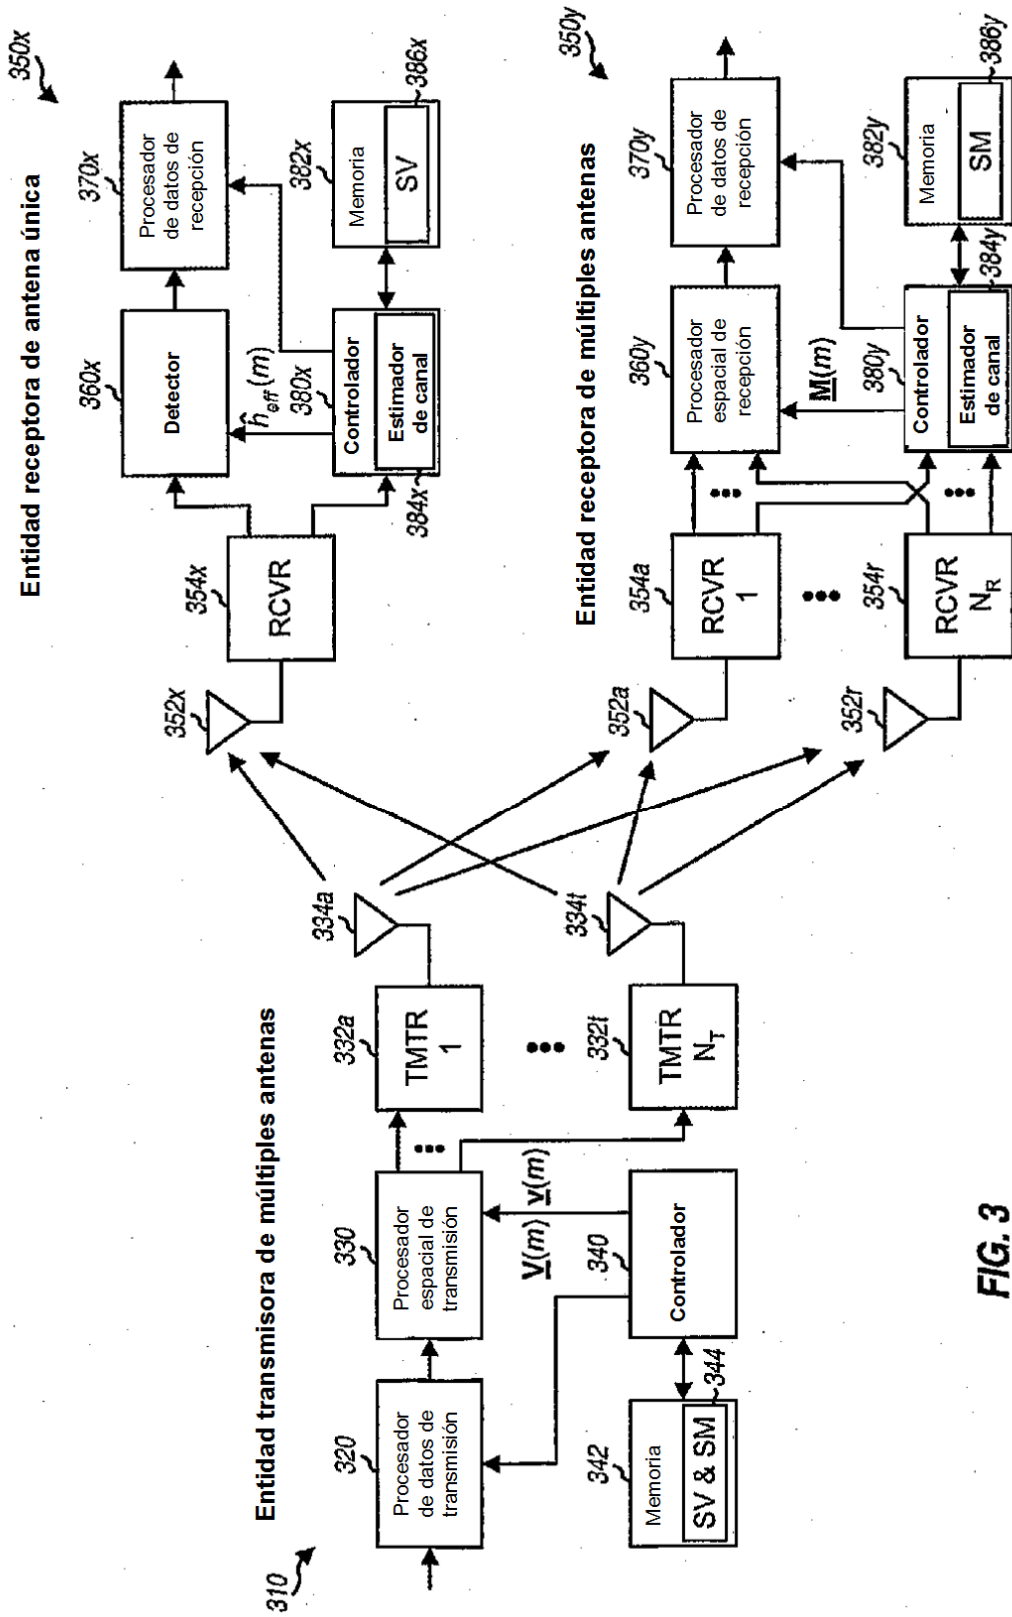 Entidad transmisora de múltiples antenas
310
320
Procesador
de datos de
transmisión
330
Procesador
espacial de
transmisión
332a
TMTR
1
334a
332t
TMTR
N_T
334t
V(m) v(m)
340
Controlador
342
Memoria
SV & SM
344
Entidad receptora de antena única
350x
352x
354x
RCVR
360x
Detector
370x
Procesador
de datos de
recepción
ĥ_eff(m)
380x
Controlador
Estimador
de canal
384x
382x
Memoria
SV
386x
Entidad receptora de múltiples antenas
350y
352a
354a
RCVR
1
352r
354r
RCVR
N_R
360y
Procesador
espacial de
recepción
370y
Procesador
de datos de
recepción
M(m)
380y
Controlador
Estimador
de canal
384y
382y
Memoria
SM
386y
FIG. 3